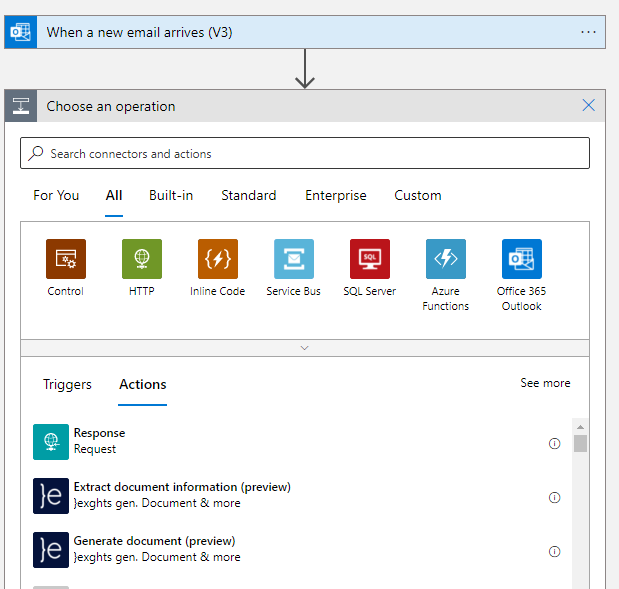 When a new email arrives (V3)
Choose an operation
Search connectors and actions
For You All Built-in Standard Enterprise Custom
Control HTTP Inline Code Service Bus SQL Server Azure Functions Office 365 Outlook
Triggers Actions See more
Response
Request
Extract document information (preview)
}exghts gen. Document & more
Generate document (preview)
}exghts gen. Document & more